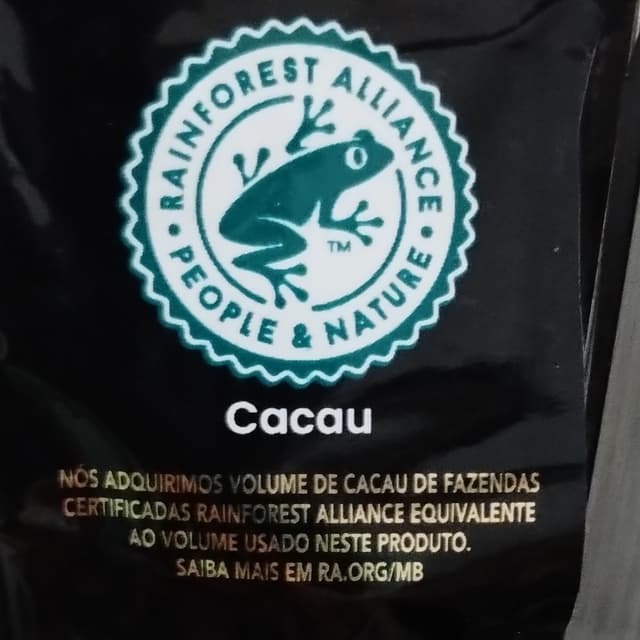 RAINFOREST ALLIANCE
• PEOPLE & NATURE •
TM
Cacau
NÓS ADQUIRIMOS VOLUME DE CACAU DE FAZENDAS
CERTIFICADAS RAINFOREST ALLIANCE EQUIVALENTE
AO VOLUME USADO NESTE PRODUTO.
SAIBA MAIS EM RA.ORG/MB